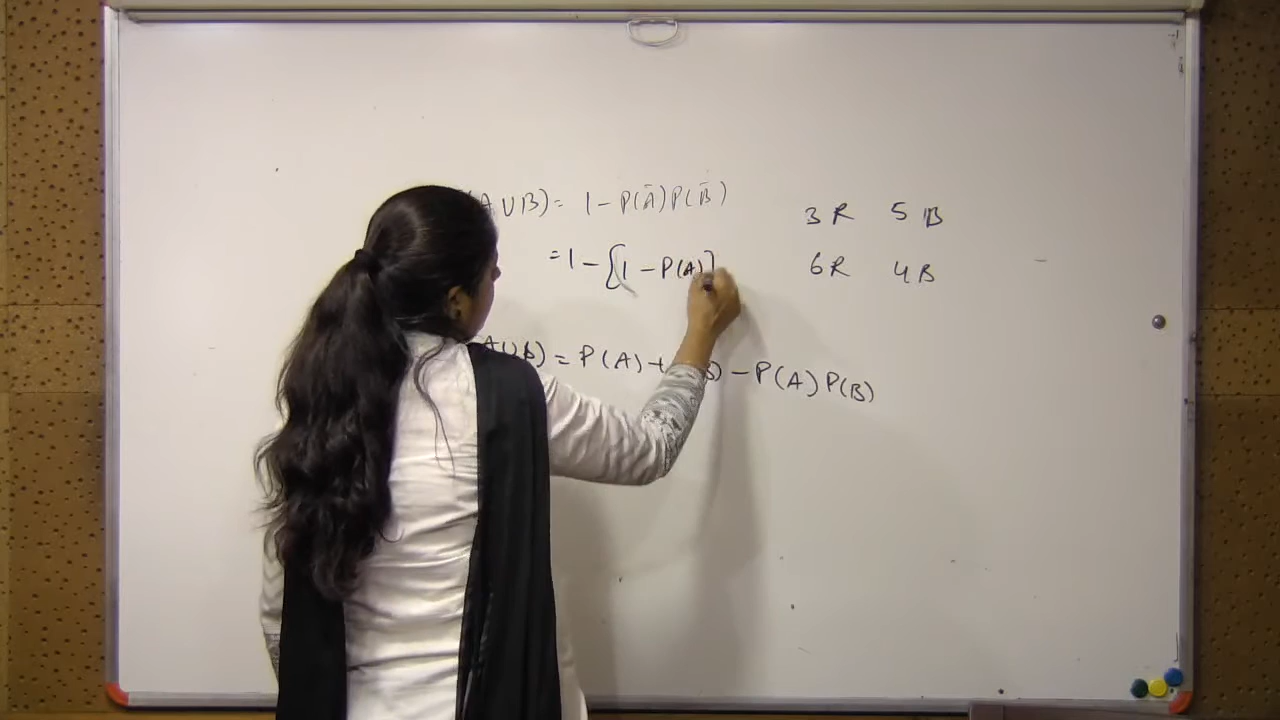 A∪B) = 1 - P(Ā)P(B̄)
3R 5B
= 1 - {1 - P(A)}
6R 4B
A∪B) = P(A) + B) - P(A)P(B)